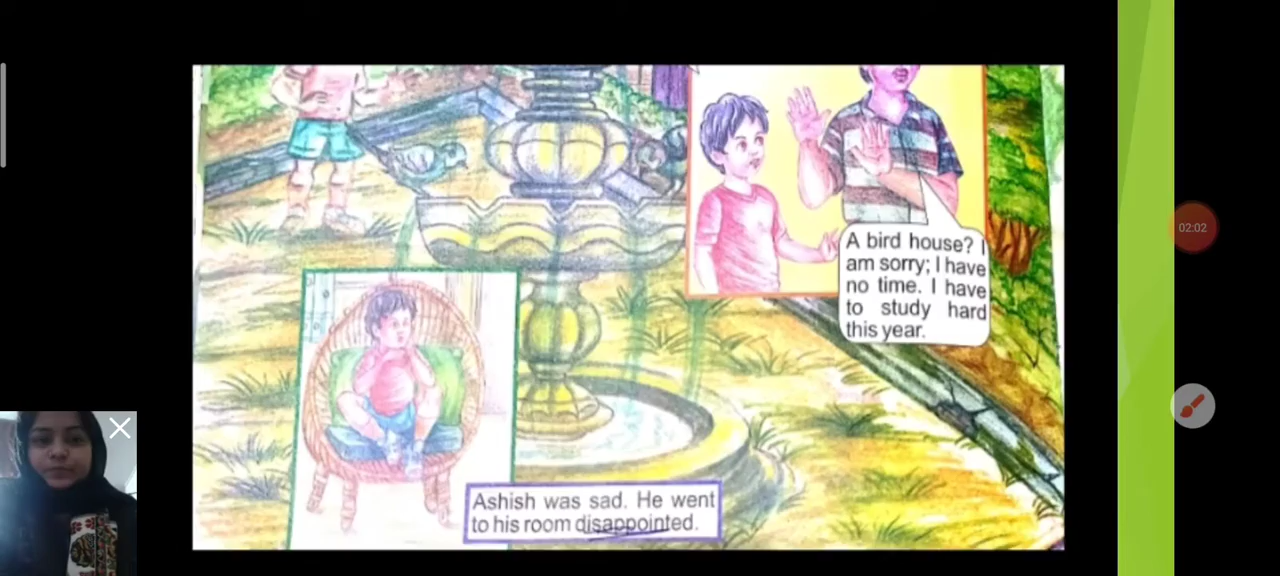 A bird house? I
am sorry; I have
no time. I have
to study hard
this year.
Ashish was sad. He went
to his room disappointed.
02:02